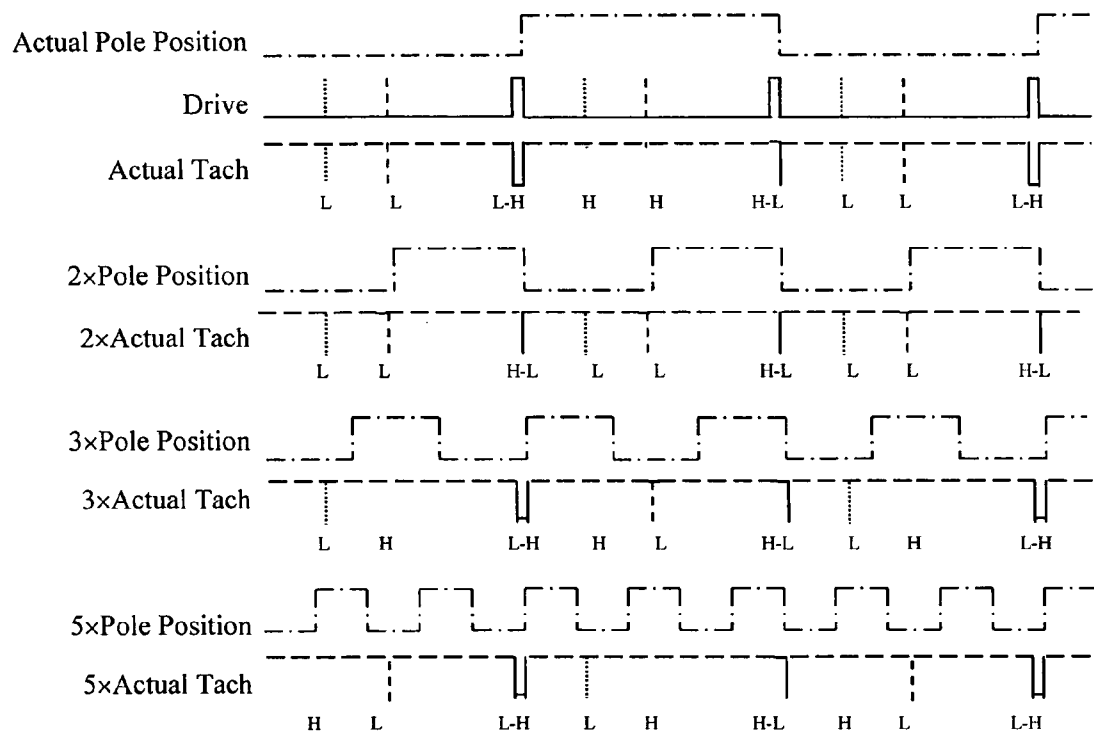 Actual Pole Position
Drive
Actual Tach
L L L-H H H H-L L L L-H
2×Pole Position
2×Actual Tach
L L H-L L L H-L L L H-L
3×Pole Position
3×Actual Tach
L H L-H H L H-L L H L-H
5×Pole Position
5×Actual Tach
H L L-H L H H-L H L L-H